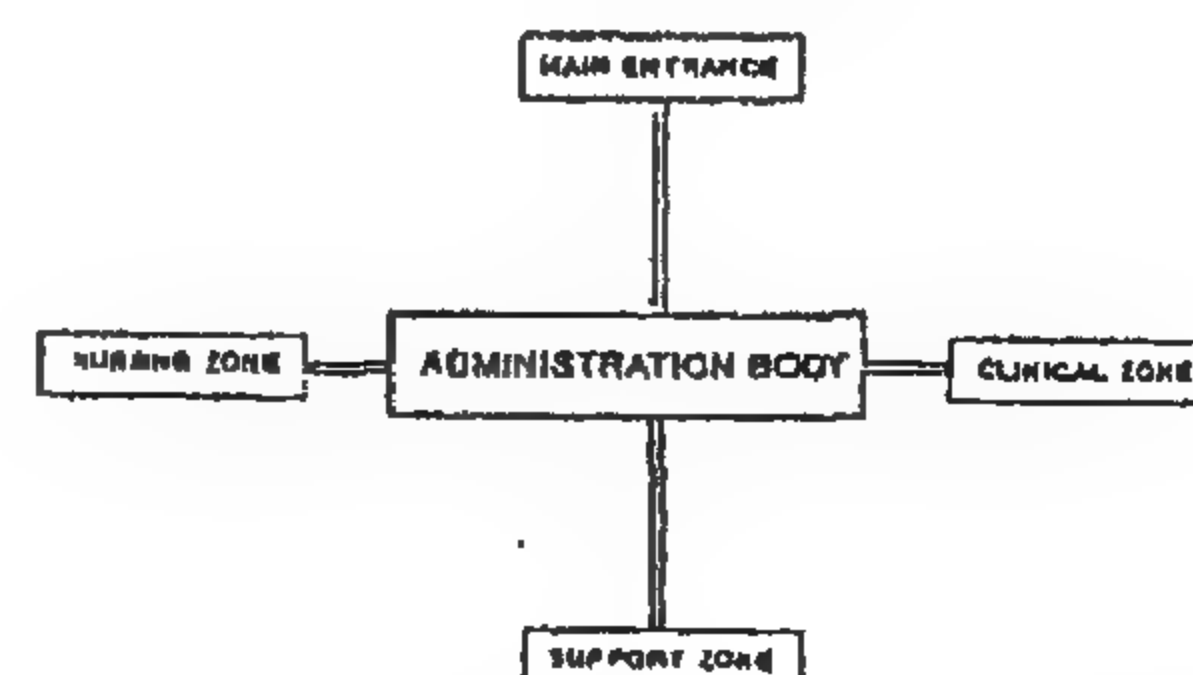 MAIN ENTRANCE
NURSING ZONE
ADMINISTRATION BODY
CLINICAL ZONE
SUPPORT ZONE